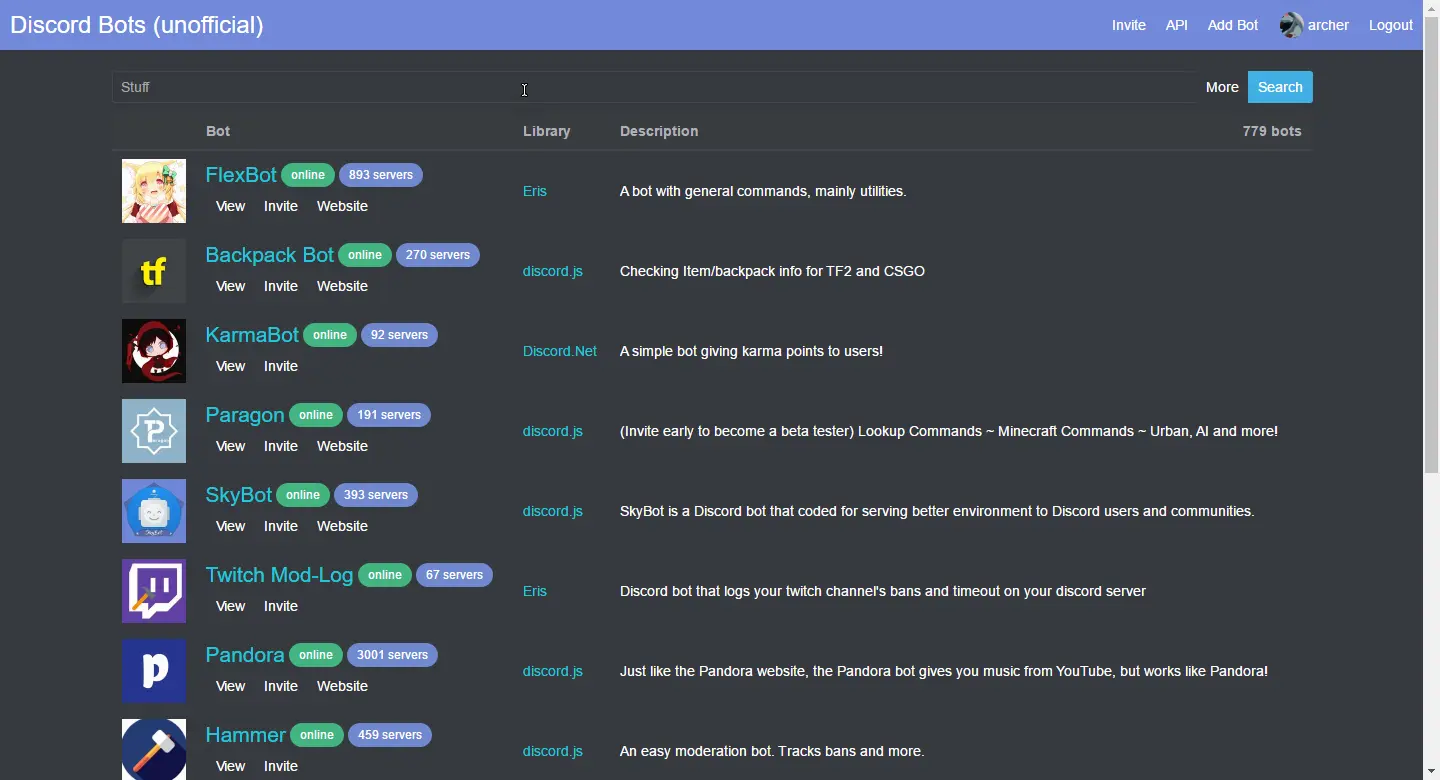 Discord Bots (unofficial) Invite API Add Bot archer Logout
Stuff More Search
Bot Library Description 779 bots
FlexBot online 893 servers
Eris A bot with general commands, mainly utilities.
View Invite Website
Backpack Bot online 270 servers
tf discord.js Checking Item/backpack info for TF2 and CSGO
View Invite Website
KarmaBot online 92 servers
Discord.Net A simple bot giving karma points to users!
View Invite
Paragon online 191 servers
discord.js (Invite early to become a beta tester) Lookup Commands ~ Minecraft Commands ~ Urban, AI and more!
View Invite Website
SkyBot online 393 servers
discord.js SkyBot is a Discord bot that coded for serving better environment to Discord users and communities.
View Invite Website
Twitch Mod-Log online 67 servers
Eris Discord bot that logs your twitch channel's bans and timeout on your discord server
View Invite
Pandora online 3001 servers
p discord.js Just like the Pandora website, the Pandora bot gives you music from YouTube, but works like Pandora!
View Invite Website
Hammer online 459 servers
discord.js An easy moderation bot. Tracks bans and more.
View Invite